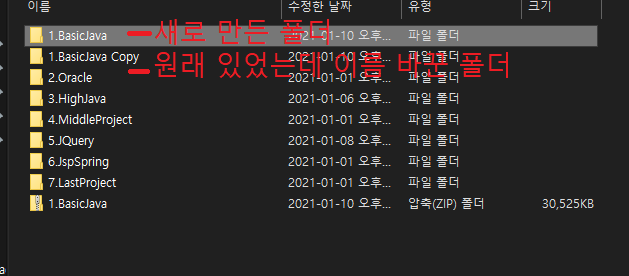 이름 수정한 날짜 유형 크기
1.BasicJava 2021-01-10 오후... 파일 폴더
새로 만든 폴더
1.BasicJava Copy 2021-01-10 오후... 파일 폴더
원래 있었는데 이름 바꾼 폴더
2.Oracle 2021-01-01 오후... 파일 폴더
3.HighJava 2021-01-06 오후... 파일 폴더
4.MiddleProject 2021-01-01 오후... 파일 폴더
5.JQuery 2021-01-08 오후... 파일 폴더
6.JspSpring 2021-01-01 오후... 파일 폴더
7.LastProject 2021-01-01 오후... 파일 폴더
1.BasicJava 2021-01-10 오후... 압축(ZIP) 폴더 30,525KB